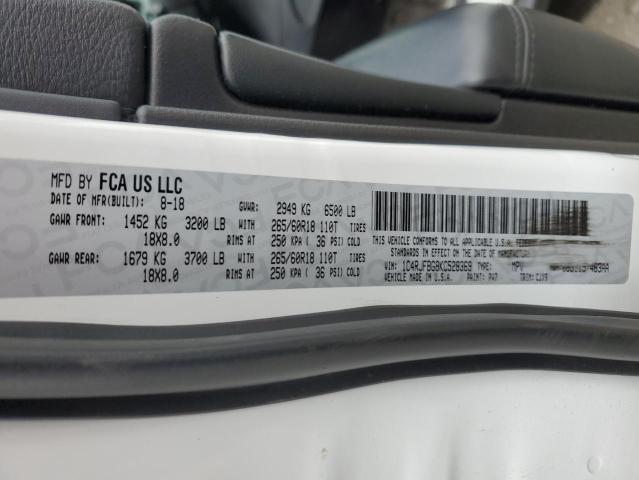 MFD BY FCA US LLC
DATE OF MFR(BUILT): 8-18 GVWR: 2949 KG 6500 LB
GAWR FRONT: 1452 KG 3200 LB WITH 265/60R18 110T TIRES
18X8.0 RIMS AT 250 KPA ( 36 PSI) COLD
GAWR REAR: 1679 KG 3700 LB WITH 265/60R18 110T TIRES
18X8.0 RIMS AT 250 KPA ( 36 PSI) COLD
THIS VEHICLE CONFORMS TO ALL APPLICABLE U.S.A.
STANDARDS IN EFFECT ON THE DATE OF
VIN: 1C4RJFBG8KC528369 TYPE: MPV 4B3AA
VEHICLE MADE IN U.S.A. PAINT: PW7 TRIM: CJX9